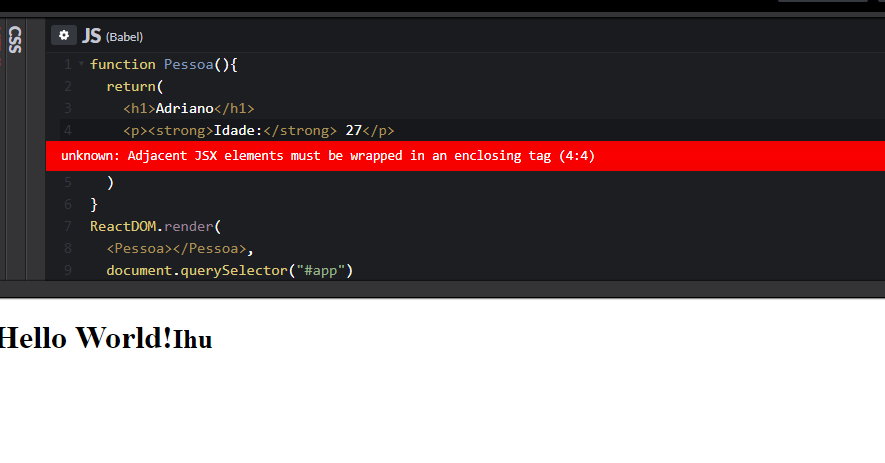 CSS
JS (Babel)
1 function Pessoa(){
2 return(
3 <h1>Adriano</h1>
4 <p><strong>Idade:</strong> 27</p>
unknown: Adjacent JSX elements must be wrapped in an enclosing tag (4:4)
5 )
6 }
7 ReactDOM.render(
8 <Pessoa></Pessoa>,
9 document.querySelector("#app")
Hello World!Ihu